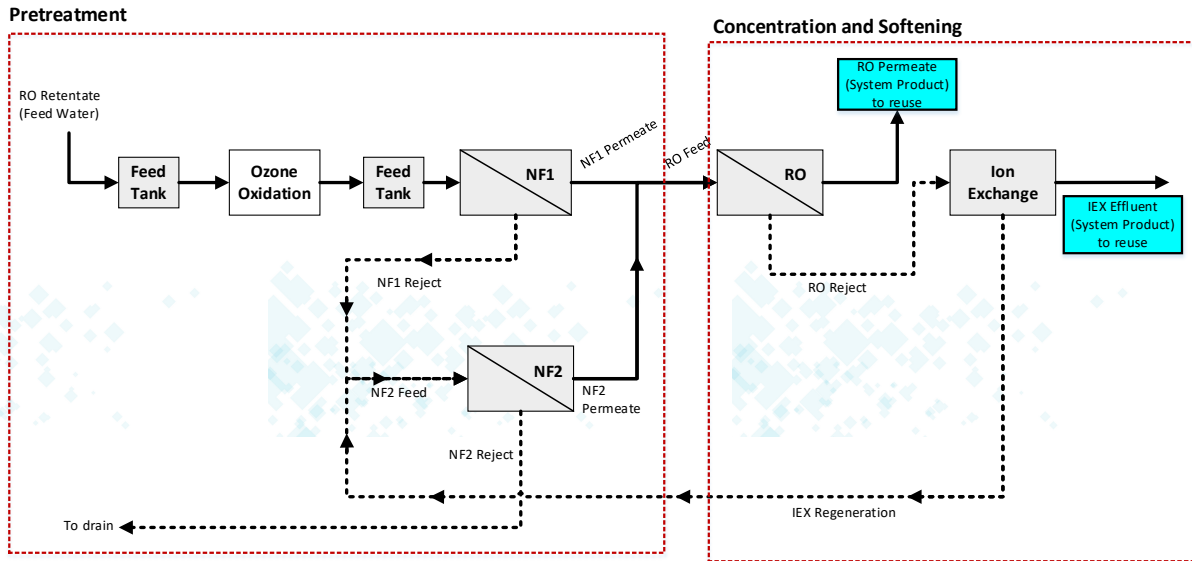 Pretreatment
Concentration and Softening
RO Retentate
(Feed Water)
RO Permeate
(System Product)
to reuse
Feed
Tank
Ozone
Oxidation
Feed
Tank
NF1
NF1 Permeate
RO Feed
RO
Ion
Exchange
IEX Effluent
(System Product)
to reuse
NF1 Reject
RO Reject
NF2
NF2 Feed
NF2
Permeate
NF2 Reject
IEX Regeneration
To drain